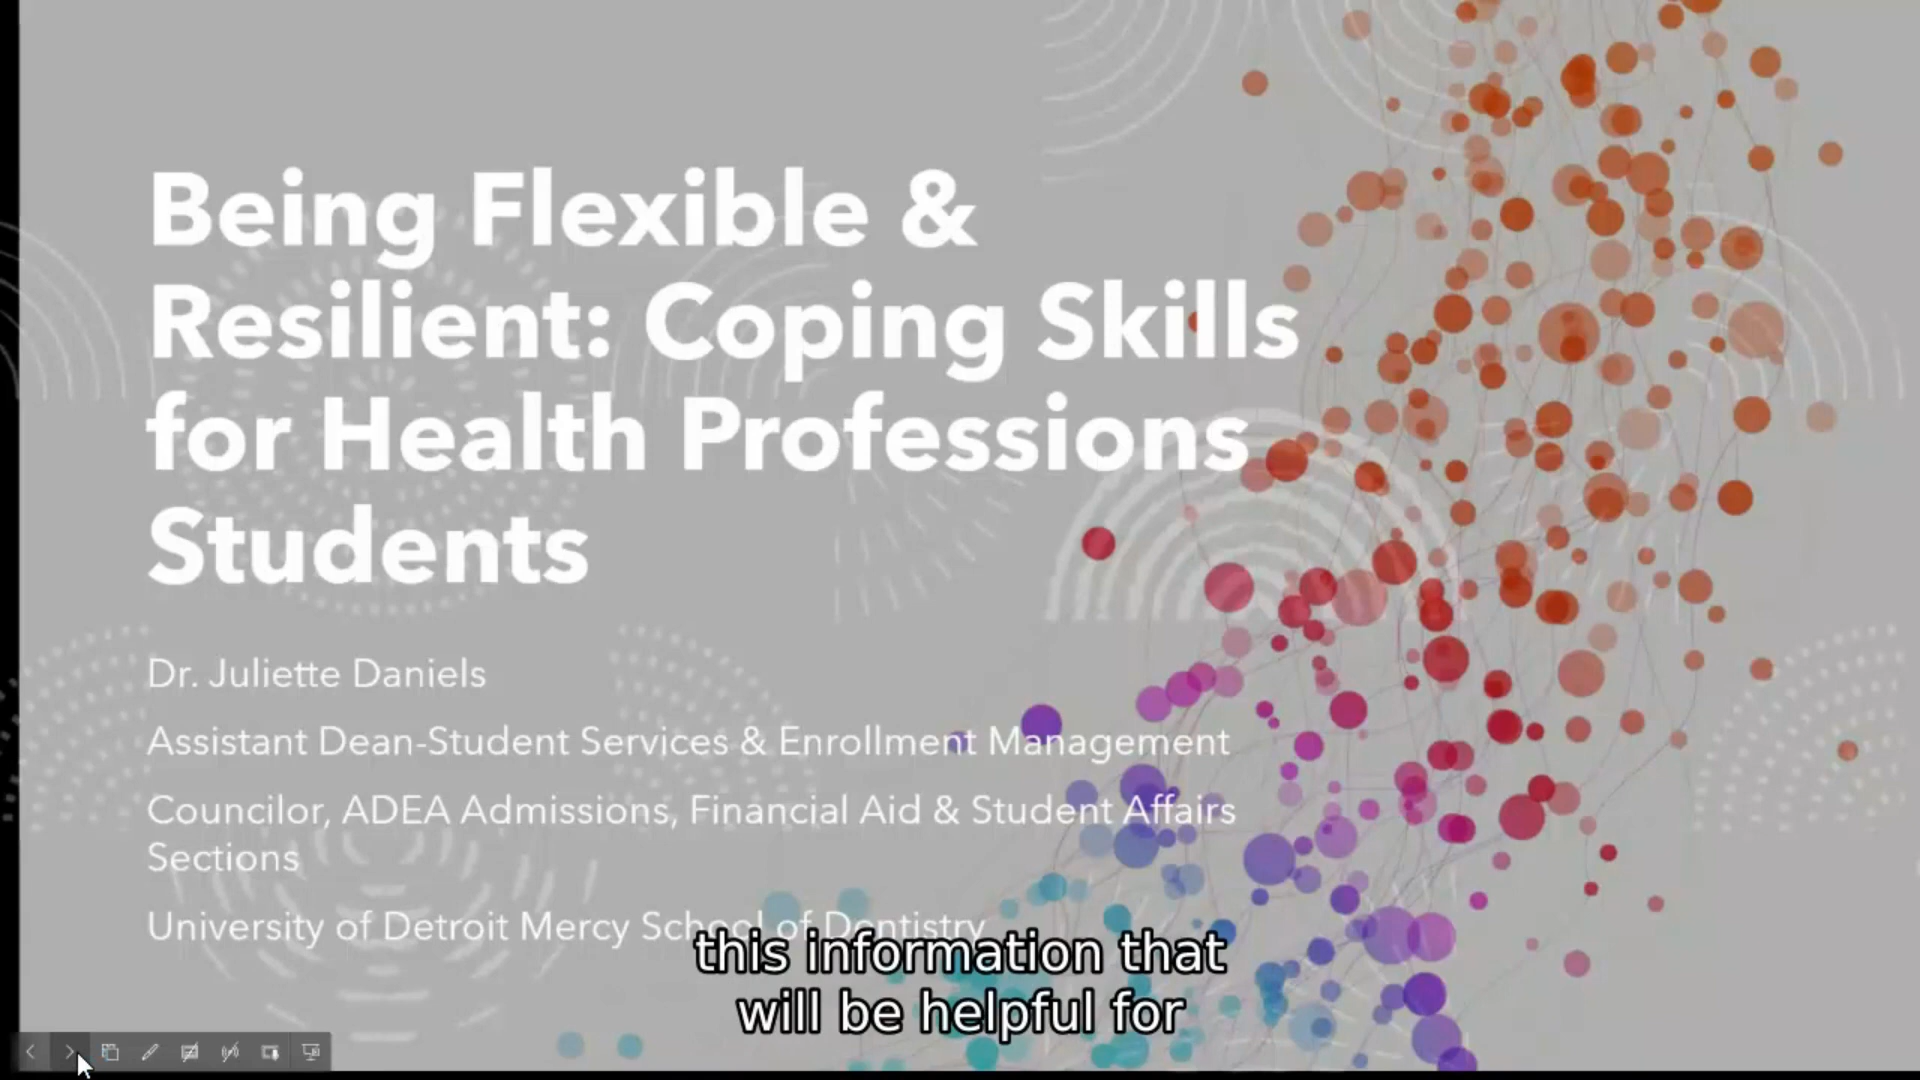 Being Flexible &
Resilient: Coping Skills
for Health Professions
Students
Dr. Juliette Daniels
Assistant Dean-Student Services & Enrollment Management
Councilor, ADEA Admissions, Financial Aid & Student Affairs
Sections
University of Detroit Mercy School of Dentistry
this information that
will be helpful for